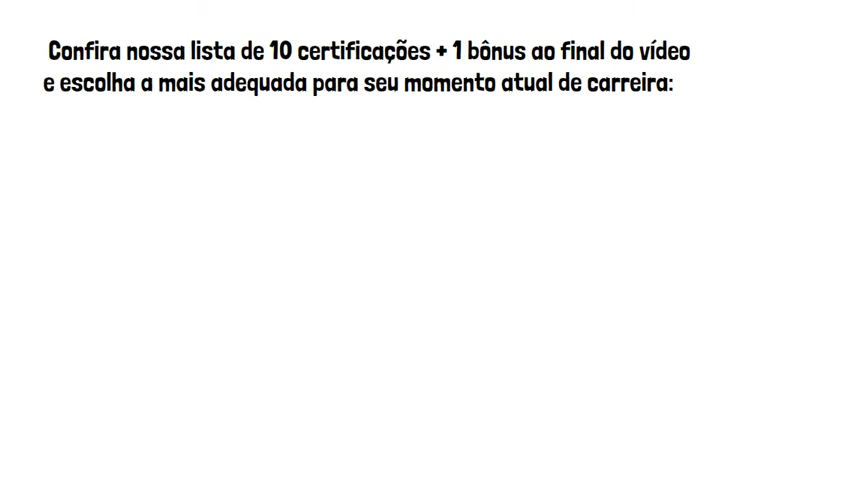 Confira nossa lista de 10 certificações + 1 bônus ao final do vídeo
e escolha a mais adequada para seu momento atual de carreira: